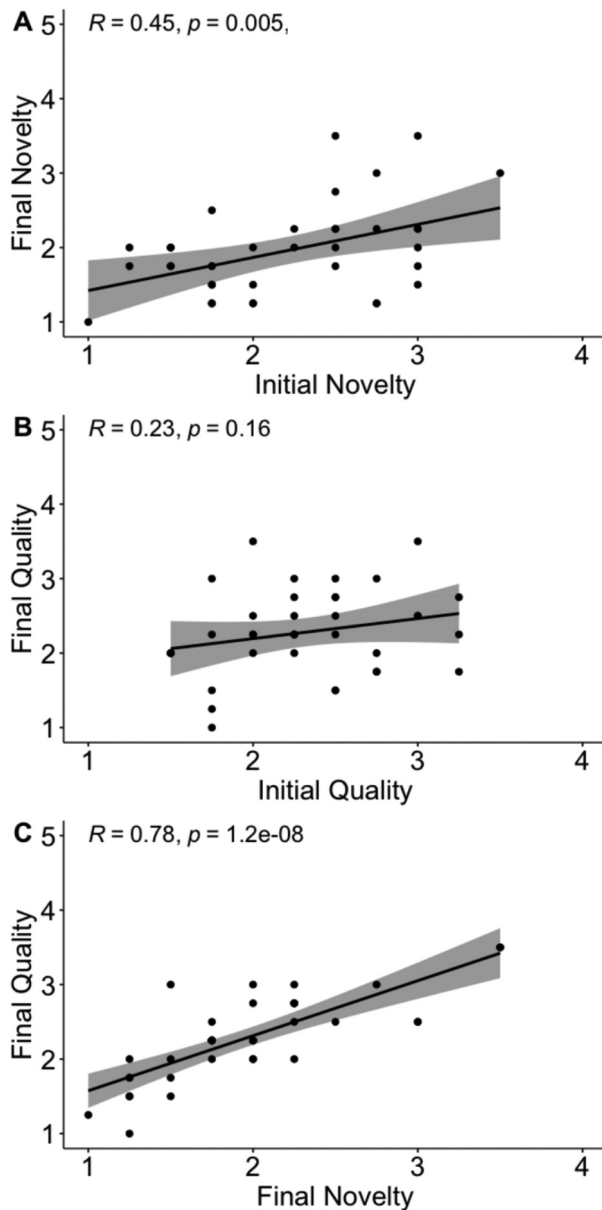 A
R = 0.45, p = 0.005,
5
4
3
2
1
Final Novelty
1 2 3 4
Initial Novelty
B
R = 0.23, p = 0.16
5
4
3
2
1
Final Quality
1 2 3 4
Initial Quality
C
R = 0.78, p = 1.2e-08
5
4
3
2
1
Final Quality
1 2 3 4
Final Novelty